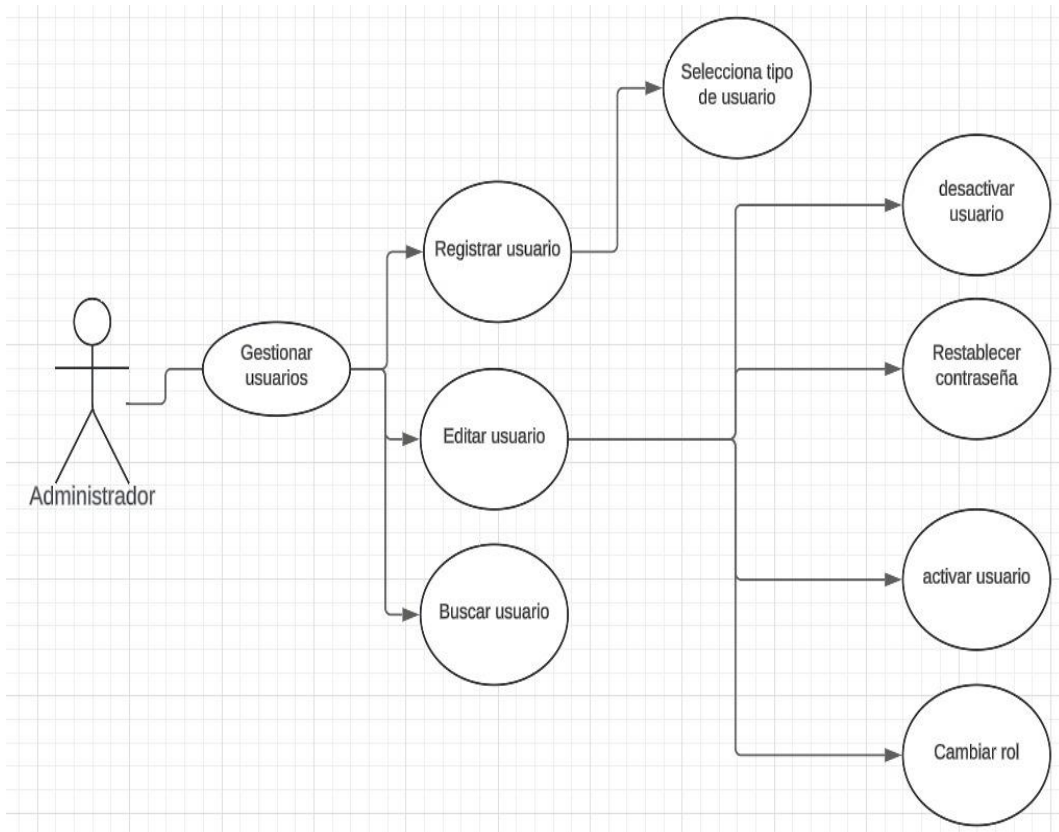 Selecciona tipo
de usuario
desactivar
usuario
Registrar usuario
Gestionar
usuarios
Restablecer
contraseña
Editar usuario
Administrador
activar usuario
Buscar usuario
Cambiar rol